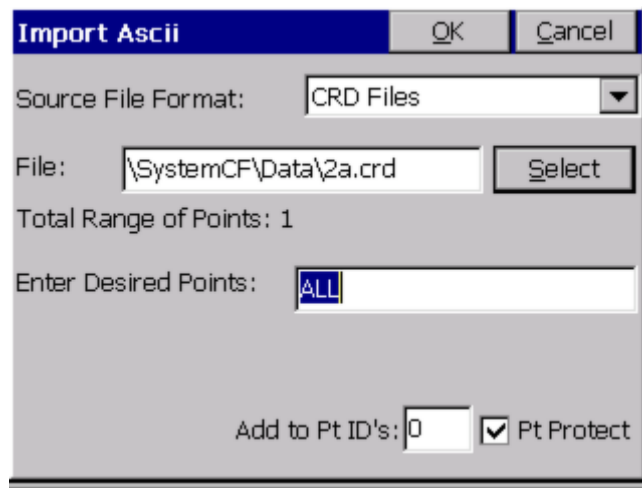 Import Ascii OK Cancel
Source File Format: CRD Files
File: \SystemCF\Data\2a.crd Select
Total Range of Points: 1
Enter Desired Points: ALL
Add to Pt ID's: 0 Pt Protect